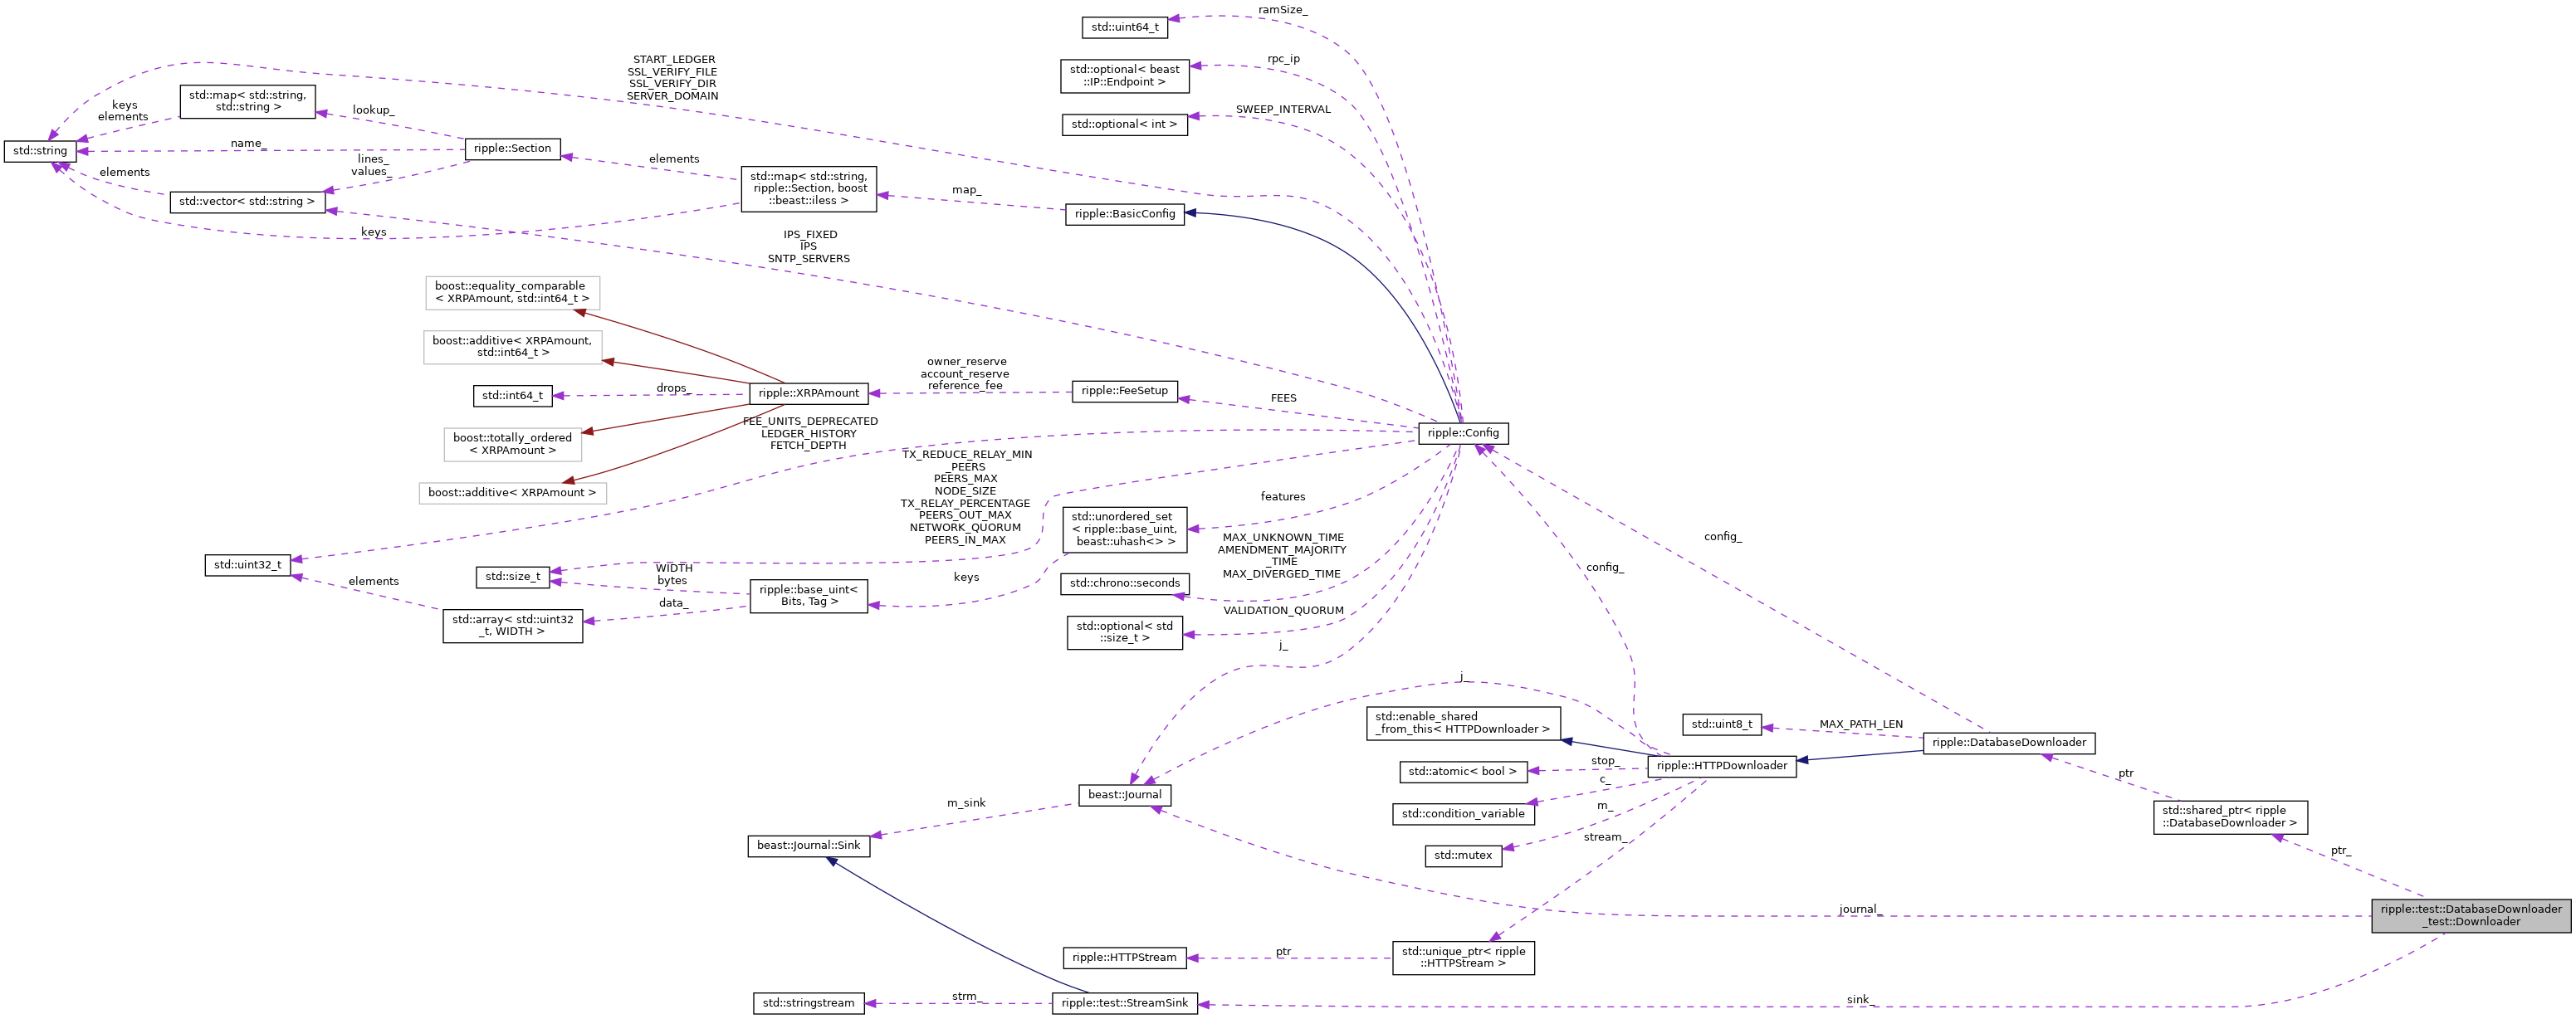 ramSize_
std::uint64_t
rpc_ip
std::optional< beast
::IP::Endpoint >
SWEEP_INTERVAL
std::optional< int >
START_LEDGER
SSL_VERIFY_FILE
SSL_VERIFY_DIR
SERVER_DOMAIN
std::map< std::string,
std::string >
keys
elements
lookup_
std::string
name_
ripple::Section
lines_
values_
elements
elements
std::vector< std::string >
std::map< std::string,
ripple::Section, boost
::beast::iless >
map_
ripple::BasicConfig
keys
IPS_FIXED
IPS
SNTP_SERVERS
boost::equality_comparable
< XRPAmount, std::int64_t >
boost::additive< XRPAmount,
std::int64_t >
drops_
std::int64_t
ripple::XRPAmount
owner_reserve
account_reserve
reference_fee
ripple::FeeSetup
FEES
boost::totally_ordered
< XRPAmount >
boost::additive< XRPAmount >
FEE_UNITS_DEPRECATED
LEDGER_HISTORY
FETCH_DEPTH
ripple::Config
TX_REDUCE_RELAY_MIN
_PEERS
PEERS_MAX
NODE_SIZE
TX_RELAY_PERCENTAGE
PEERS_OUT_MAX
NETWORK_QUORUM
PEERS_IN_MAX
features
std::unordered_set
< ripple::base_uint,
beast::uhash<> >
MAX_UNKNOWN_TIME
AMENDMENT_MAJORITY
_TIME
MAX_DIVERGED_TIME
config_
config_
std::uint32_t
elements
std::size_t
WIDTH
bytes
data_
ripple::base_uint<
Bits, Tag >
keys
std::chrono::seconds
std::array< std::uint32
_t, WIDTH >
VALIDATION_QUORUM
std::optional< std
::size_t >
j_
j_
std::enable_shared
_from_this< HTTPDownloader >
std::uint8_t
MAX_PATH_LEN
ripple::DatabaseDownloader
stop_
std::atomic< bool >
ripple::HTTPDownloader
c_
std::condition_variable
m_
std::mutex
stream_
ptr
std::shared_ptr< ripple
::DatabaseDownloader >
ptr_
beast::Journal
m_sink
beast::Journal::Sink
journal_
ripple::test::DatabaseDownloader
_test::Downloader
ripple::HTTPStream
ptr
std::unique_ptr< ripple
::HTTPStream >
std::stringstream
strm_
ripple::test::StreamSink
sink_